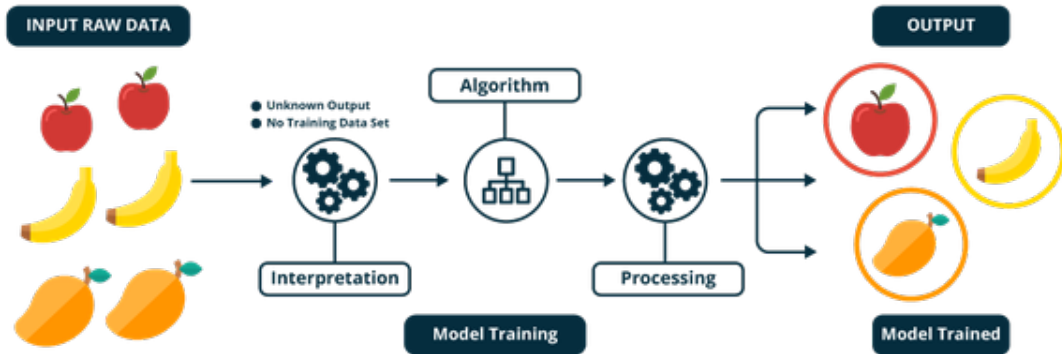 INPUT RAW DATA
OUTPUT
Algorithm
Unknown Output
No Training Data Set
Interpretation
Processing
Model Training
Model Trained